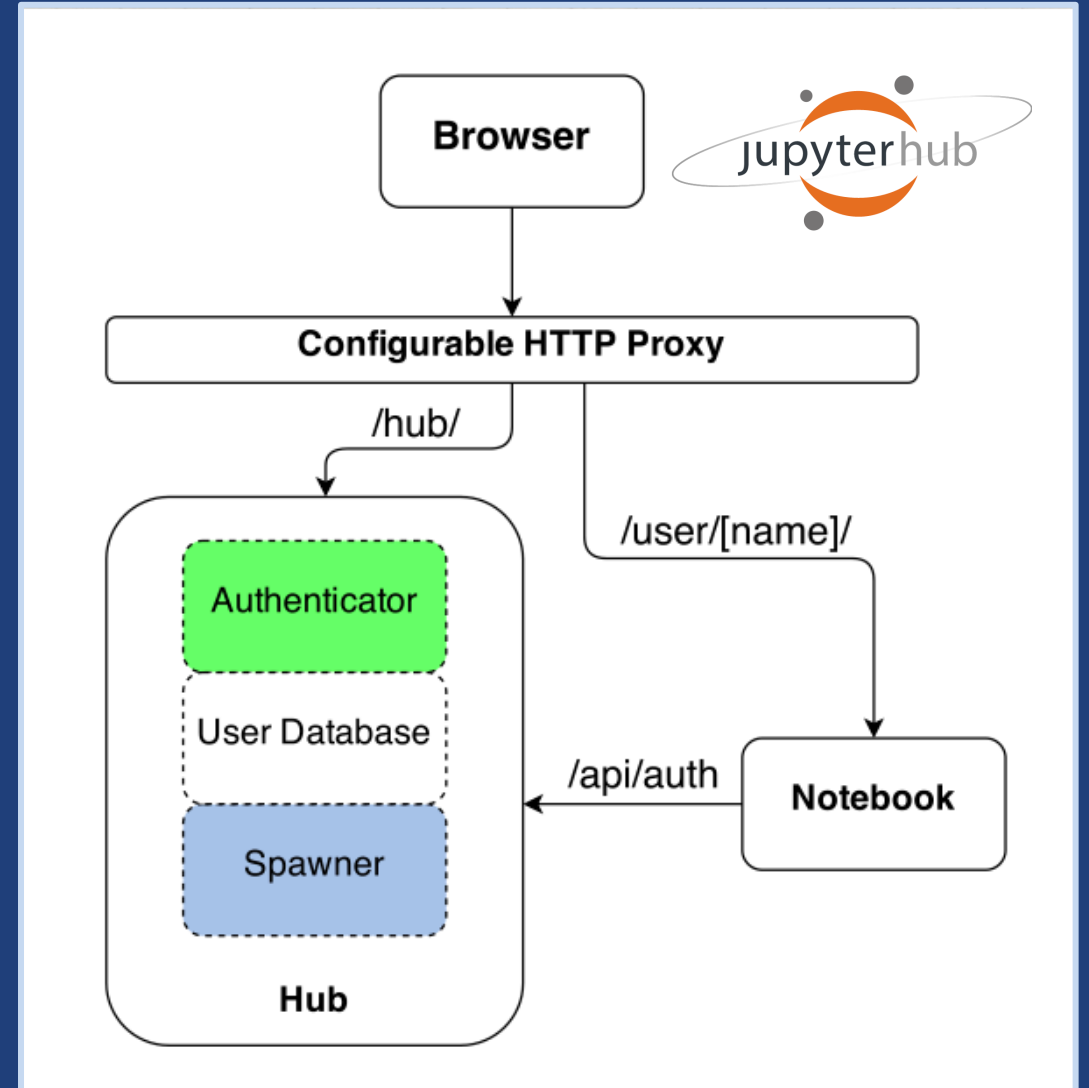 Browser
jupyterhub
Configurable HTTP Proxy
/hub/
/user/[name]/
Authenticator
User Database
/api/auth
Notebook
Spawner
Hub